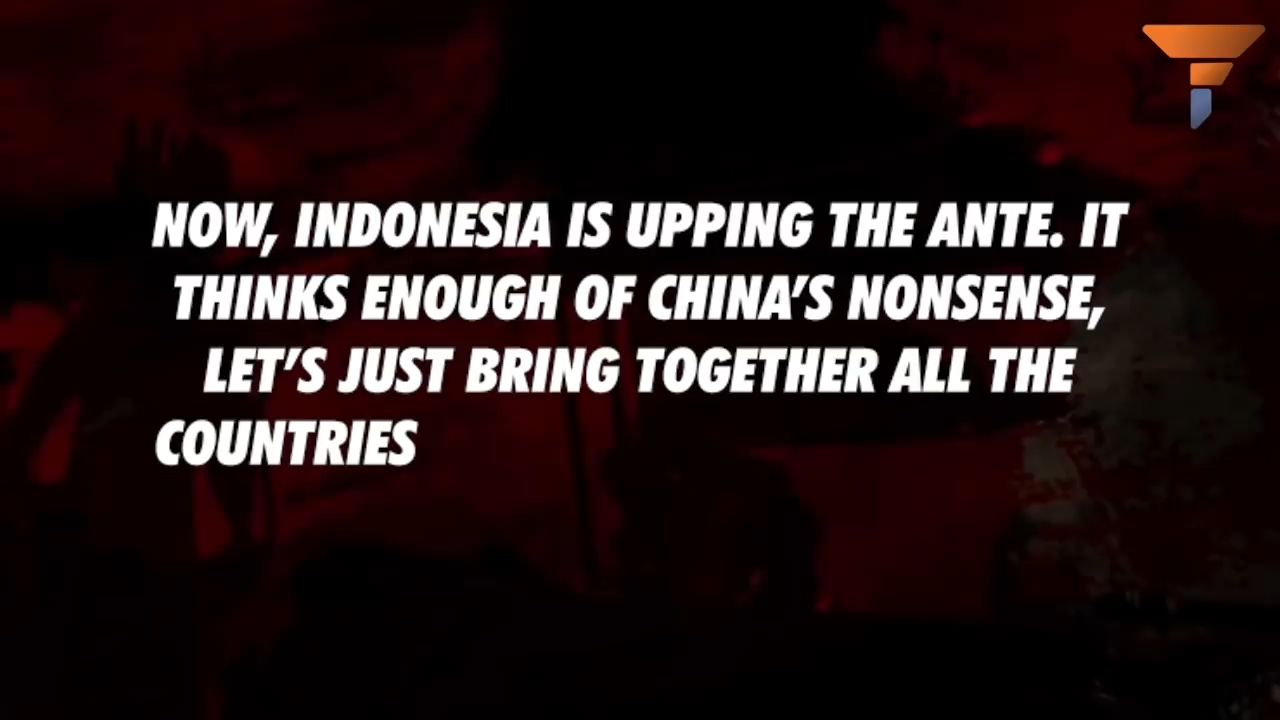 NOW, INDONESIA IS UPPING THE ANTE. IT
THINKS ENOUGH OF CHINA’S NONSENSE,
LET’S JUST BRING TOGETHER ALL THE
COUNTRIES